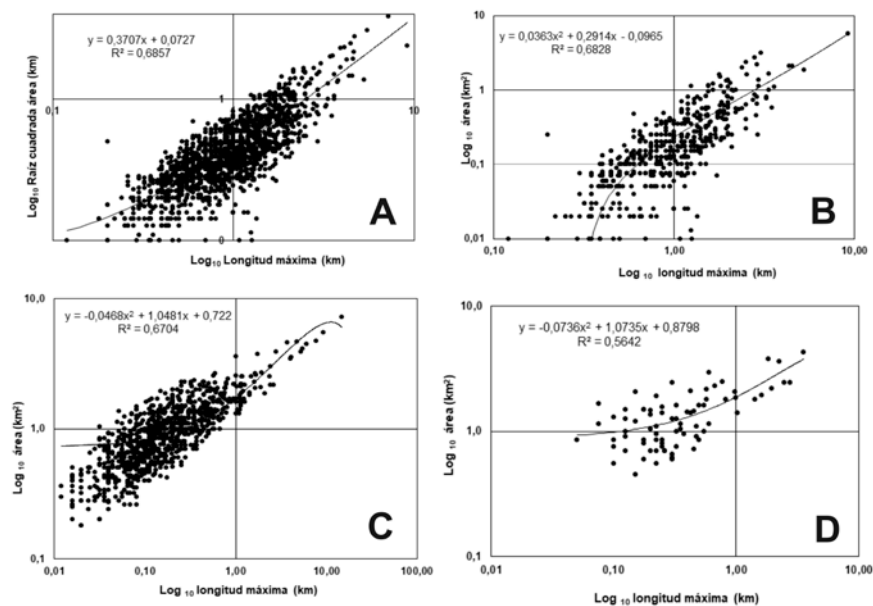 y = 0,3707x + 0,0727
R² = 0,6857
Log₁₀ Raíz cuadrada área (km)
0,1
1
10
0
A
Log₁₀ Longitud máxima (km)
y = 0,0363x² + 0,2914x - 0,0965
R² = 0,6828
Log ₁₀ área (km²)
10
1
0,1
0,01
0,10
1,00
10,00
B
Log ₁₀ longitud máxima (km)
y = -0,0468x² + 1,0481x + 0,722
R² = 0,6704
Log ₁₀ área (km²)
10,0
1,0
0,1
0,01
0,10
1,00
10,00
100,00
C
Log ₁₀ longitud máxima (km)
y = -0,0736x² + 1,0735x + 0,8798
R² = 0,5642
Log ₁₀ área (km²)
10,0
1,0
0,1
0,01
0,10
1,00
10,00
D
Log ₁₀ longitud máxima (km)